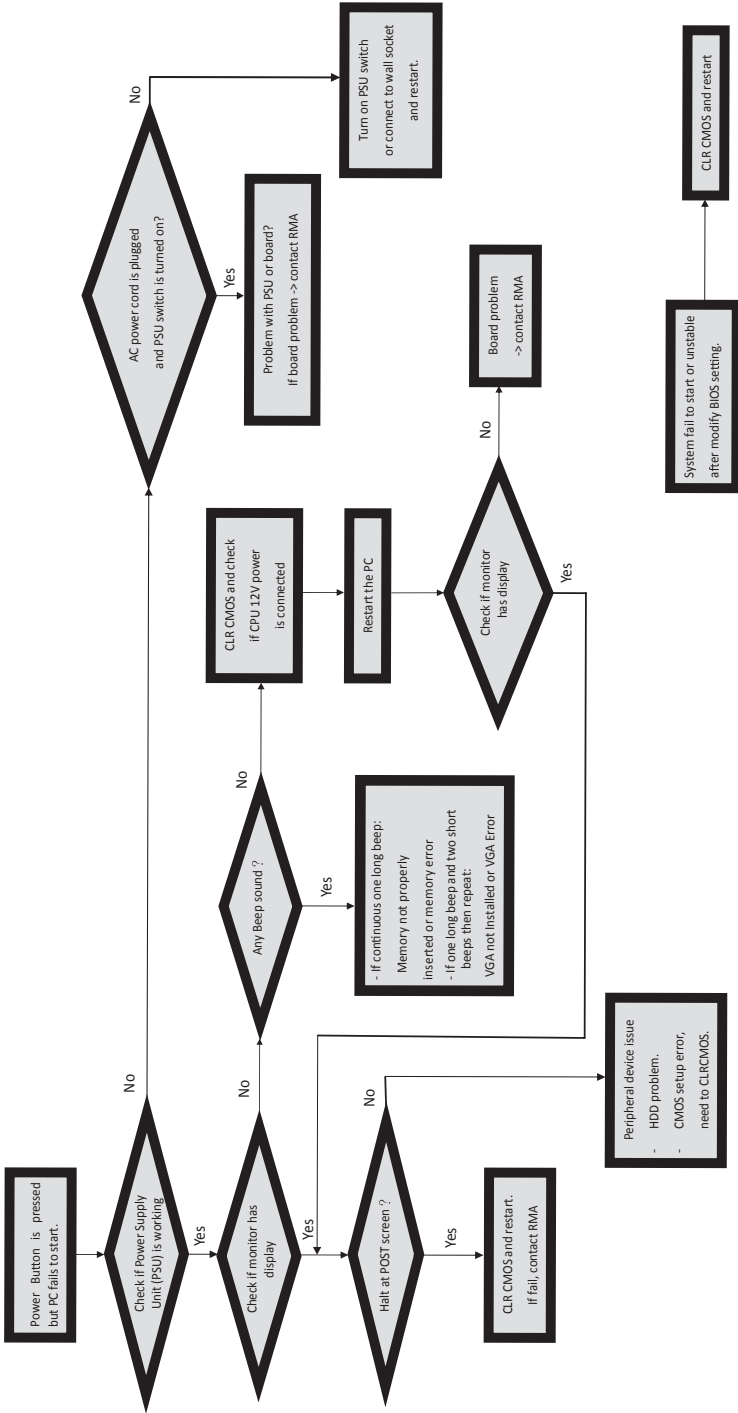 Power Button is pressed
but PC fails to start.
Check if Power Supply
Unit (PSU) is working
No
AC power cord is plugged
and PSU switch is turned on?
No
Turn on PSU switch
or connect to wall socket
and restart.
Yes
Problem with PSU or board?
If board problem -> contact RMA
Yes
Check if monitor has
display
No
Any Beep sound ?
No
CLR CMOS and check
if CPU 12V power
is connected
Restart the PC
Check if monitor
has display
No
Board problem
-> contact RMA
Yes
Yes
- If continuous one long beep:
Memory not properly
inserted or memory error
- If one long beep and two short
beeps then repeat:
VGA not Installed or VGA Error
Yes
Halt at POST screen ?
No
Peripheral device issue
- HDD problem.
- CMOS setup error,
need to CLRCMOS.
Yes
CLR CMOS and restart.
If fail, contact RMA
System fail to start or unstable
after modify BIOS setting.
CLR CMOS and restart